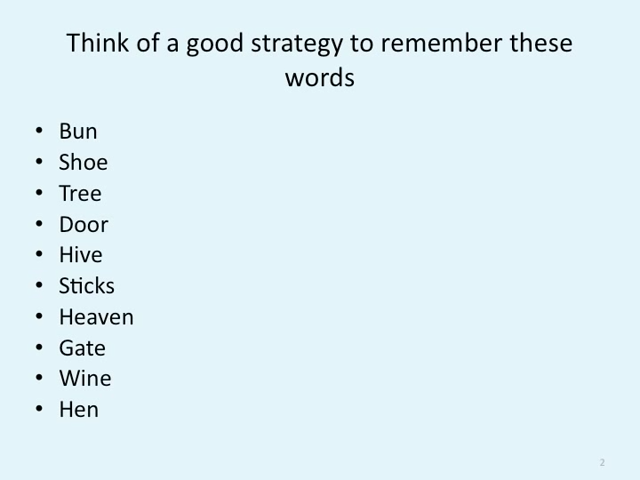 Think of a good strategy to remember these
words
• Bun
• Shoe
• Tree
• Door
• Hive
• Sticks
• Heaven
• Gate
• Wine
• Hen
2